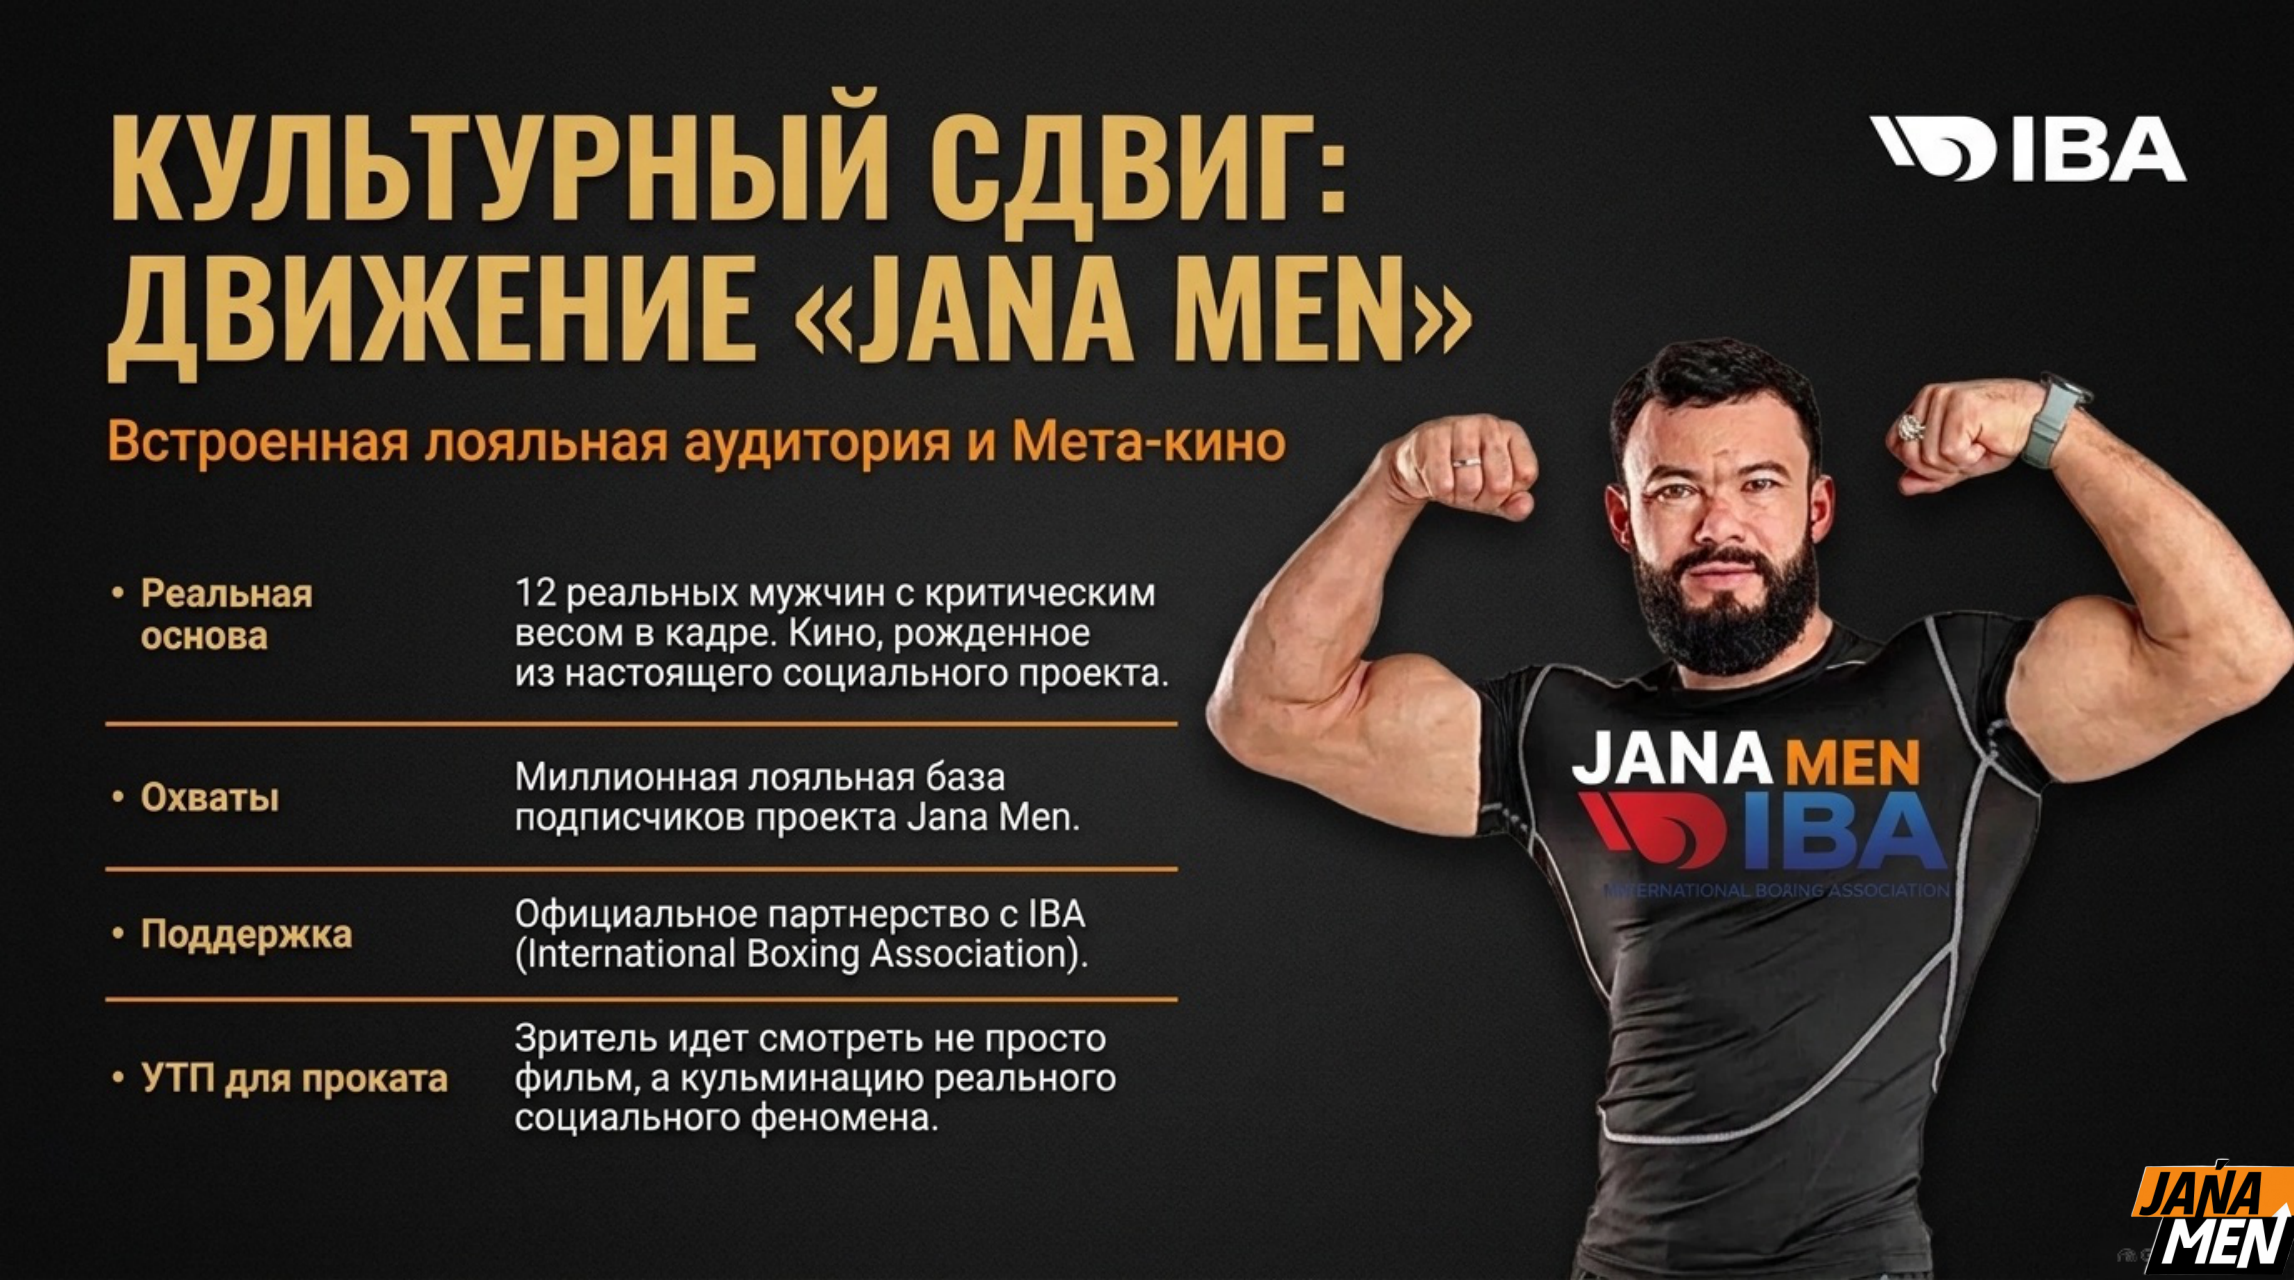 КУЛЬТУРНЫЙ СДВИГ:
ДВИЖЕНИЕ «JANA MEN»
IBA
Встроенная лояльная аудитория и Мета-кино
• Реальная
основа
12 реальных мужчин с критическим
весом в кадре. Кино, рожденное
из настоящего социального проекта.
• Охваты
Миллионная лояльная база
подписчиков проекта Jana Men.
• Поддержка
Официальное партнерство с IBA
(International Boxing Association).
• УТП для проката
Зритель идет смотреть не просто
фильм, а кульминацию реального
социального феномена.
JANA MEN
IBA
INTERNATIONAL BOXING ASSOCIATION
JAŃA
MEN